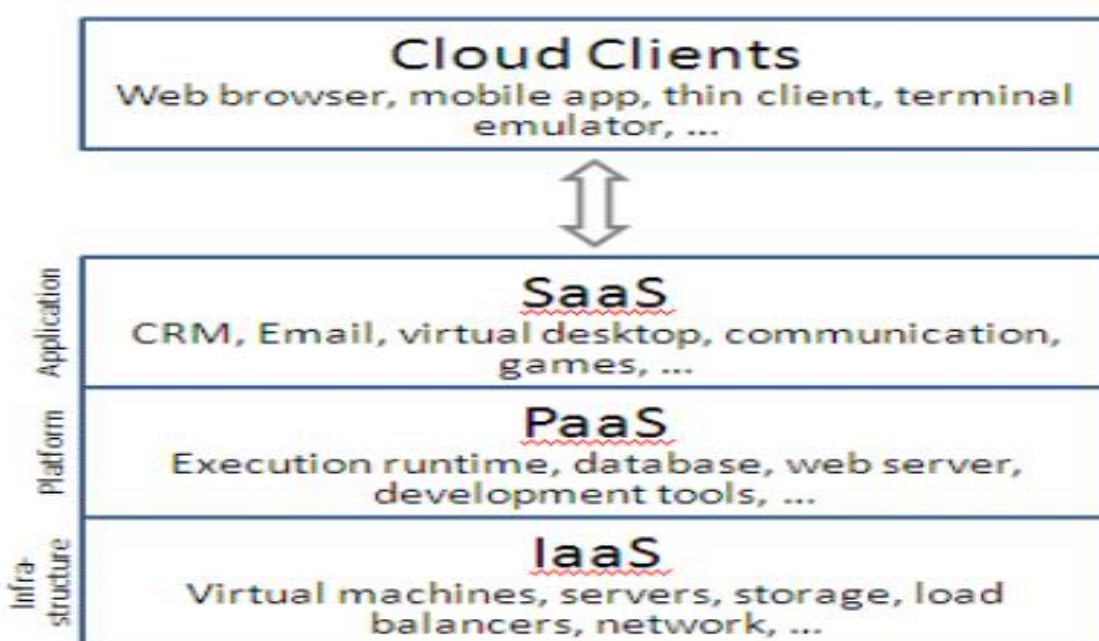 Cloud Clients
Web browser, mobile app, thin client, terminal
emulator, ...
Application
SaaS
CRM, Email, virtual desktop, communication,
games, ...
Platform
PaaS
Execution runtime, database, web server,
development tools, ...
Infra-
structure
IaaS
Virtual machines, servers, storage, load
balancers, network, ...